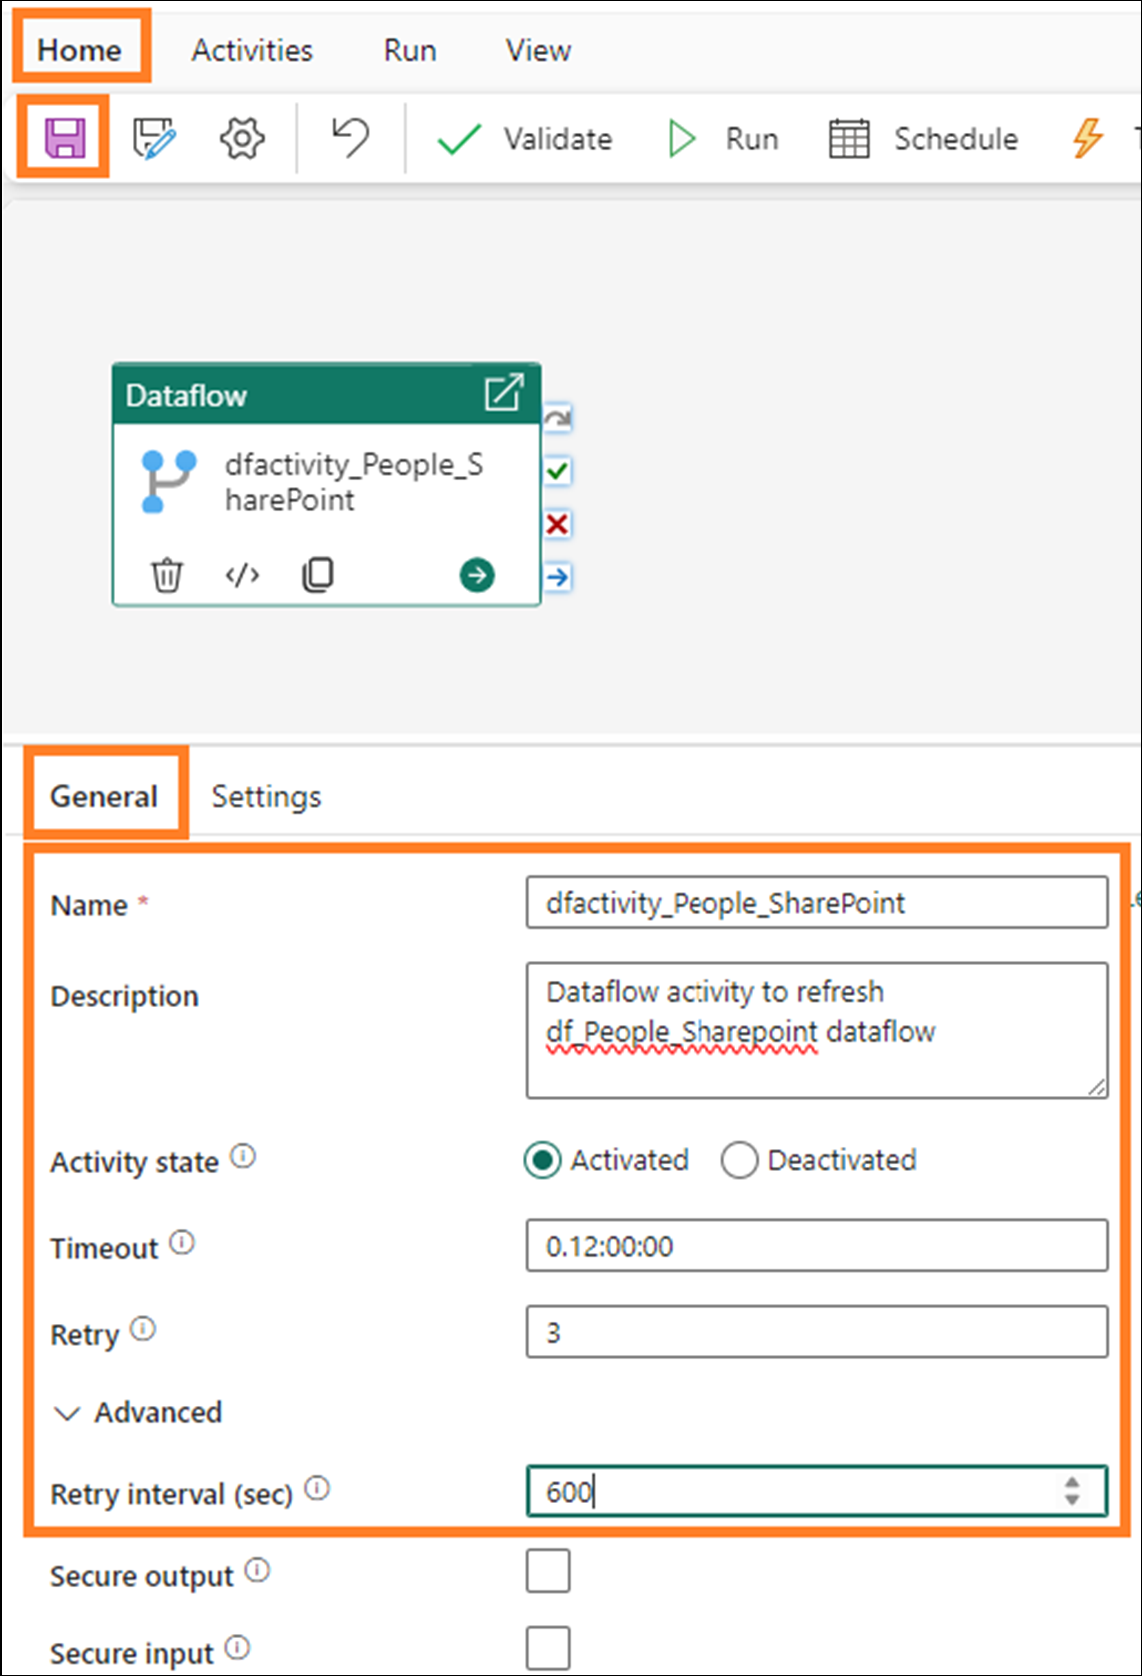 Home Activities Run View
Validate Run Schedule
Dataflow
dfactivity_People_S
harePoint
General Settings
Name * dfactivity_People_SharePoint
Description Dataflow activity to refresh
df_People_Sharepoint dataflow
Activity state Activated Deactivated
Timeout 0.12:00:00
Retry 3
Advanced
Retry interval (sec) 600
Secure output
Secure input